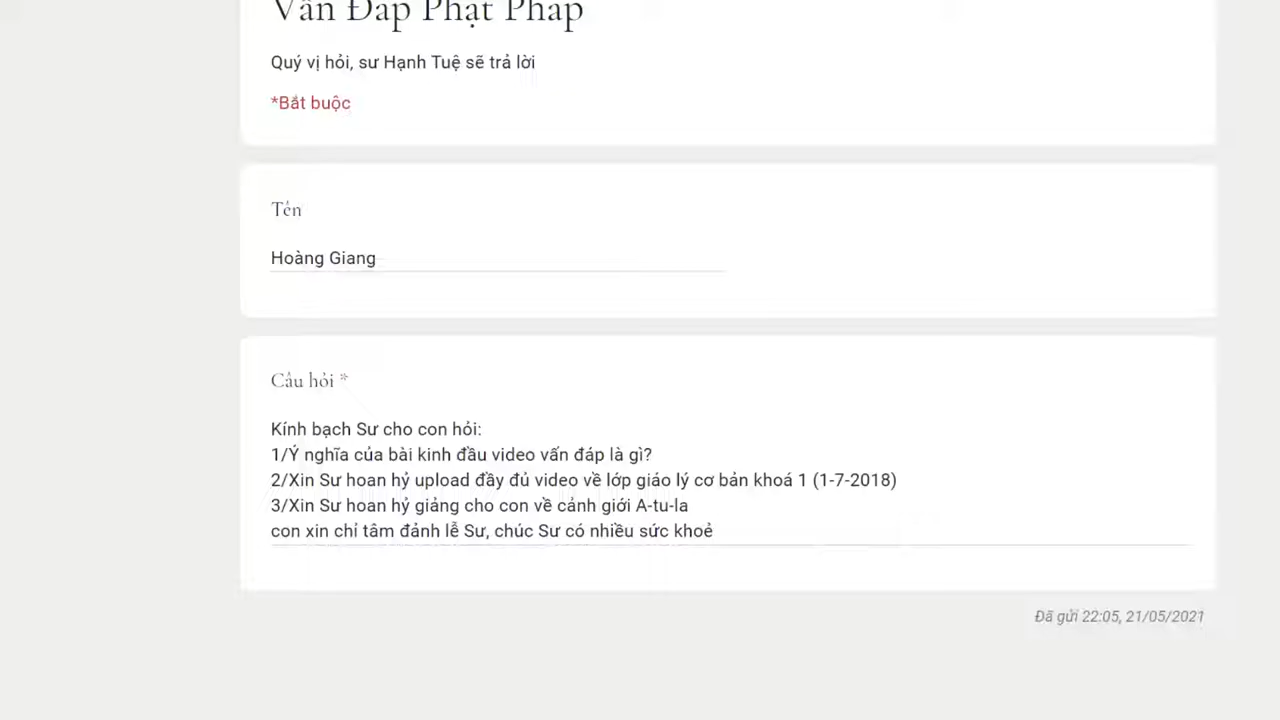 Vấn Đáp Phật Pháp
Quý vị hỏi, sư Hạnh Tuệ sẽ trả lời
*Bắt buộc
Tên
Hoàng Giang
Câu hỏi *
Kính bạch Sư cho con hỏi:
1/Ý nghĩa của bài kinh đầu video vấn đáp là gì?
2/Xin Sư hoan hỷ upload đầy đủ video về lớp giáo lý cơ bản khoá 1 (1-7-2018)
3/Xin Sư hoan hỷ giảng cho con về cảnh giới A-tu-la
con xin chí tâm đảnh lễ Sư, chúc Sư có nhiều sức khoẻ
Đã gửi 22:05, 21/05/2021